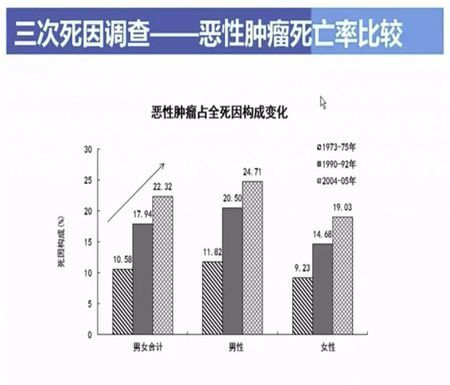 三次死因调查——恶性肿瘤死亡率比较
恶性肿瘤占全死因构成变化
死因构成(%)
30
25
20
15
10
5
0
1973-75年
1990-92年
2004-05年
10.58
17.94
22.32
11.82
20.50
24.71
9.23
14.68
19.03
男女合计
男性
女性